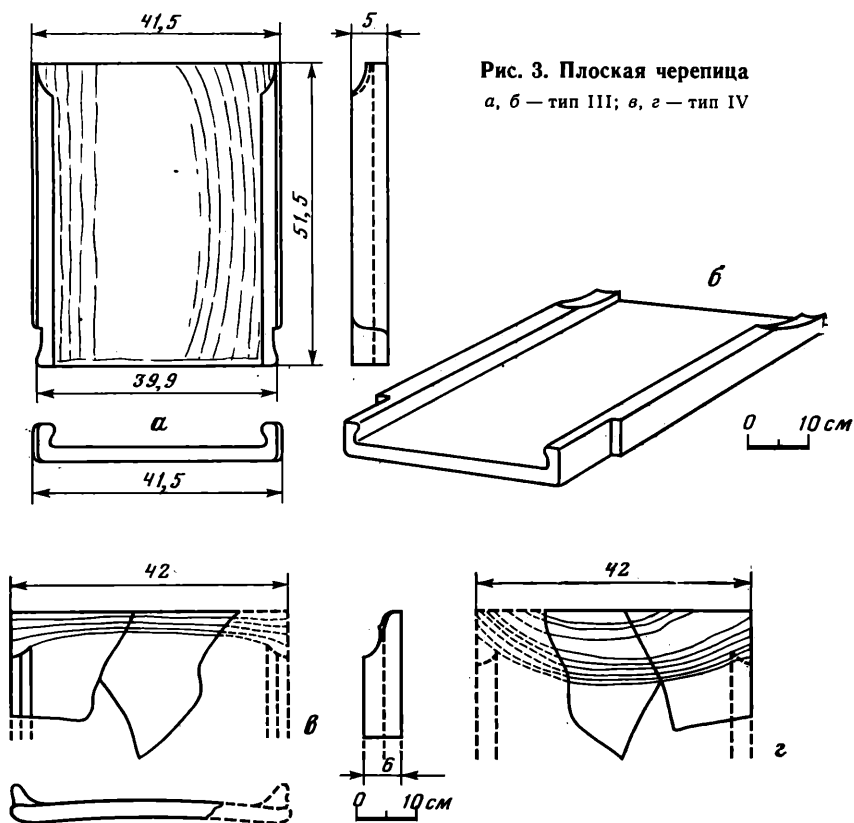 41,5
5
Рис. 3. Плоская черепица
а, б — тип III; в, г — тип IV
51,5
б
39,9
а
0 10 см
41,5
42
42
в
г
6
0 10 см